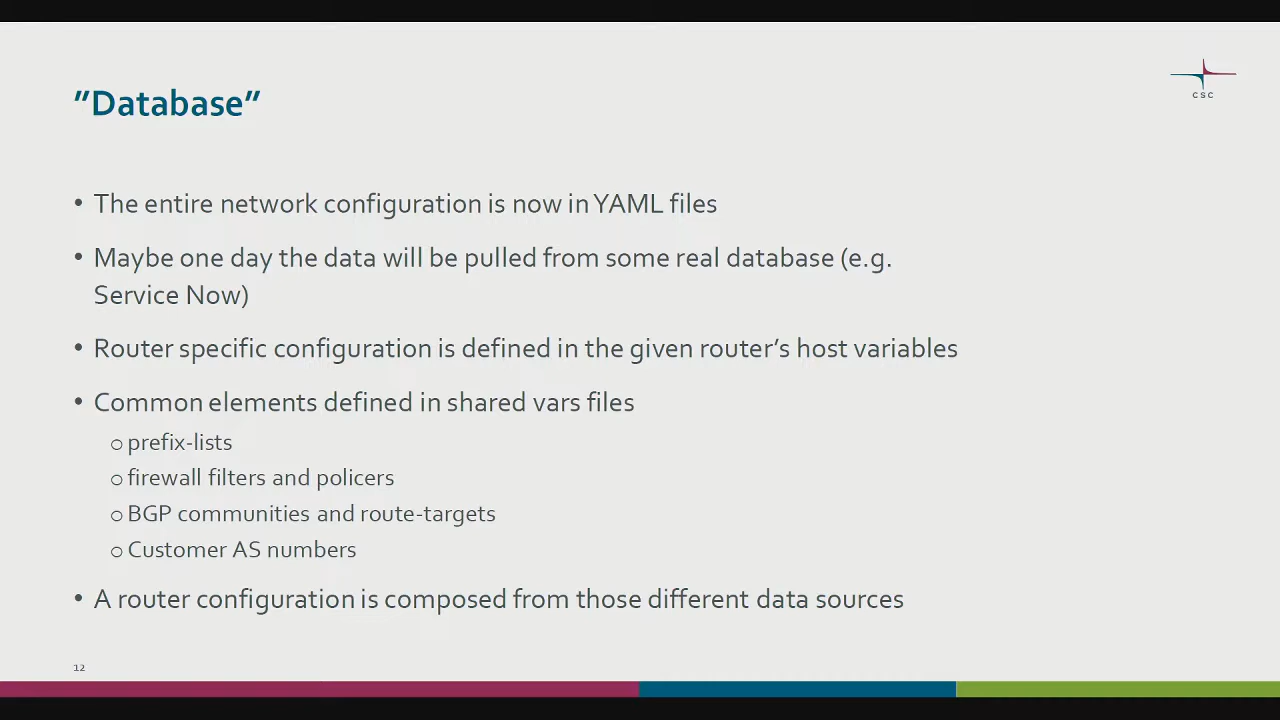 ”Database”
CSC
• The entire network configuration is now in YAML files
• Maybe one day the data will be pulled from some real database (e.g.
Service Now)
• Router specific configuration is defined in the given router’s host variables
• Common elements defined in shared vars files
o prefix-lists
o firewall filters and policers
o BGP communities and route-targets
o Customer AS numbers
• A router configuration is composed from those different data sources
12